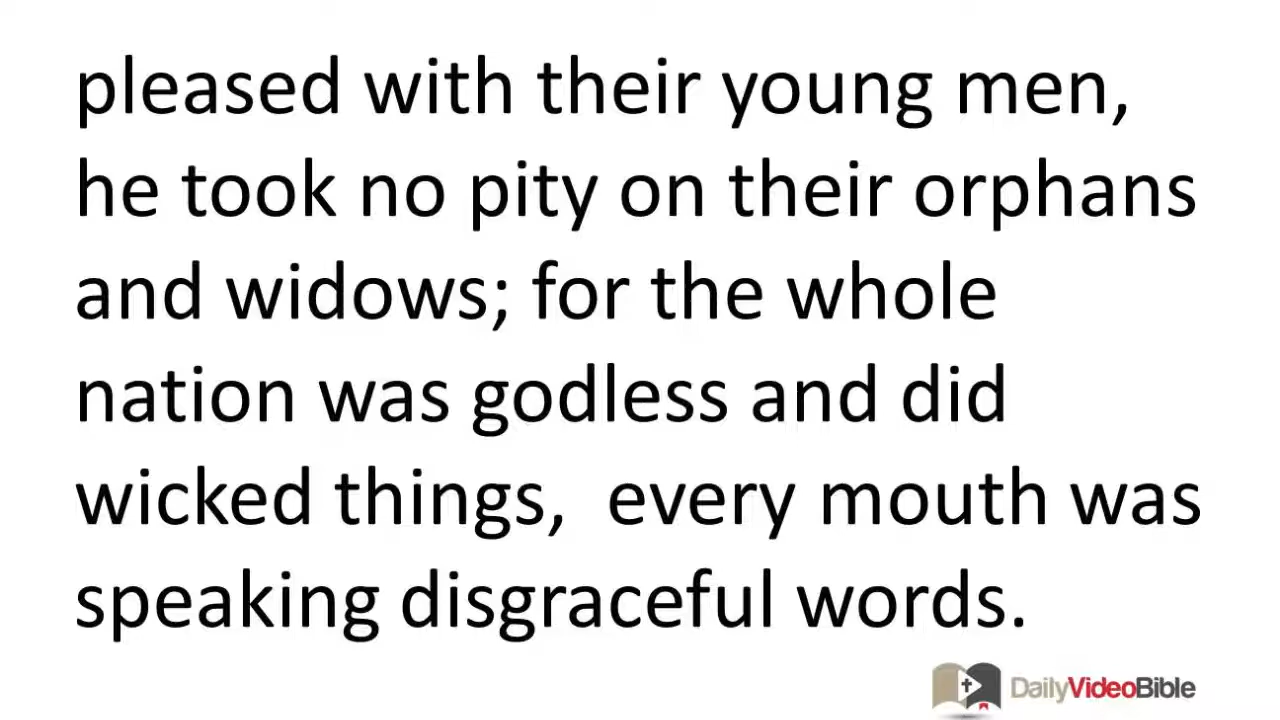 pleased with their young men,
he took no pity on their orphans
and widows; for the whole
nation was godless and did
wicked things,  every mouth was
speaking disgraceful words.
DailyVideoBible